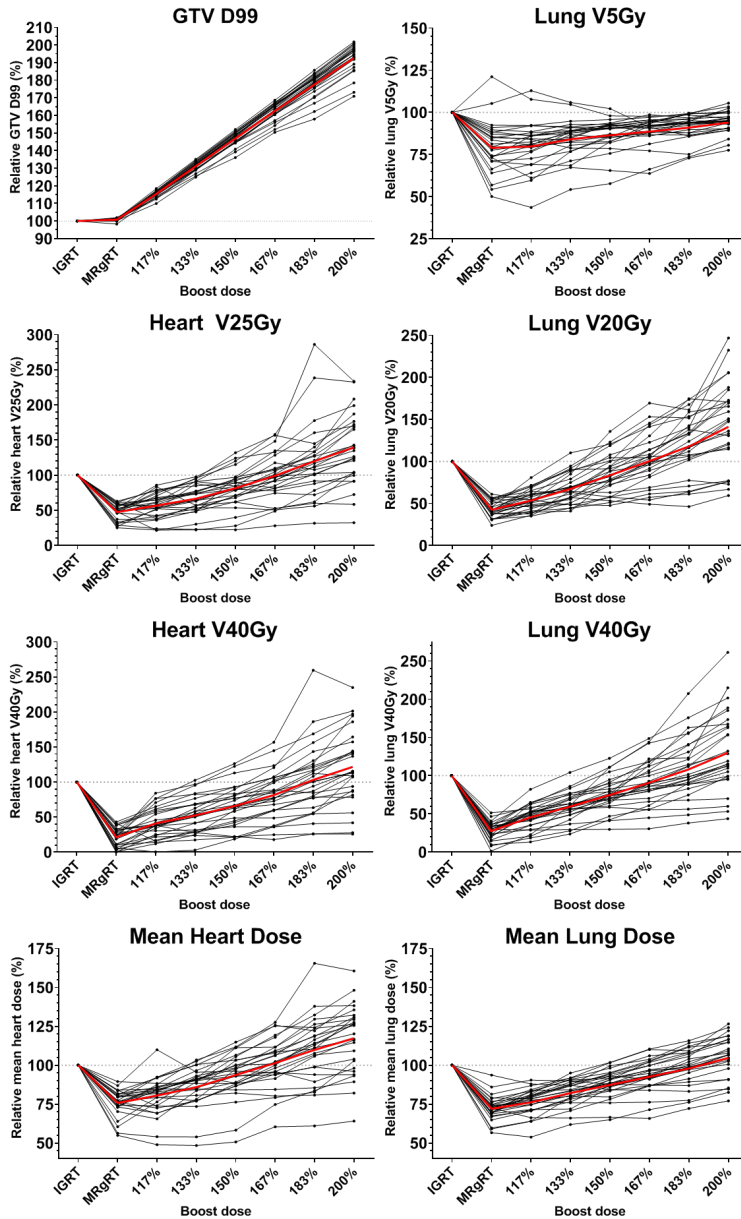 GTV D99
Relative GTV D99 (%)
210
200
190
180
170
160
150
140
130
120
110
100
90
IGRT MRgRT 117% 133% 150% 167% 183% 200%
Boost dose
Lung V5Gy
Relative lung V5Gy (%)
150
125
100
75
50
25
IGRT MRgRT 117% 133% 150% 167% 183% 200%
Boost dose
Heart V25Gy
Relative heart V25Gy (%)
300
250
200
150
100
50
0
IGRT MRgRT 117% 133% 150% 167% 183% 200%
Boost dose
Lung V20Gy
Relative lung V20Gy (%)
250
200
150
100
50
0
IGRT MRgRT 117% 133% 150% 167% 183% 200%
Boost dose
Heart V40Gy
Relative heart V40Gy (%)
300
250
200
150
100
50
0
IGRT MRgRT 117% 133% 150% 167% 183% 200%
Boost dose
Lung V40Gy
Relative lung V40Gy (%)
250
200
150
100
50
0
IGRT MRgRT 117% 133% 150% 167% 183% 200%
Boost dose
Mean Heart Dose
Relative mean heart dose (%)
175
150
125
100
75
50
IGRT MRgRT 117% 133% 150% 167% 183% 200%
Boost dose
Mean Lung Dose
Relative mean lung dose (%)
175
150
125
100
75
50
IGRT MRgRT 117% 133% 150% 167% 183% 200%
Boost dose